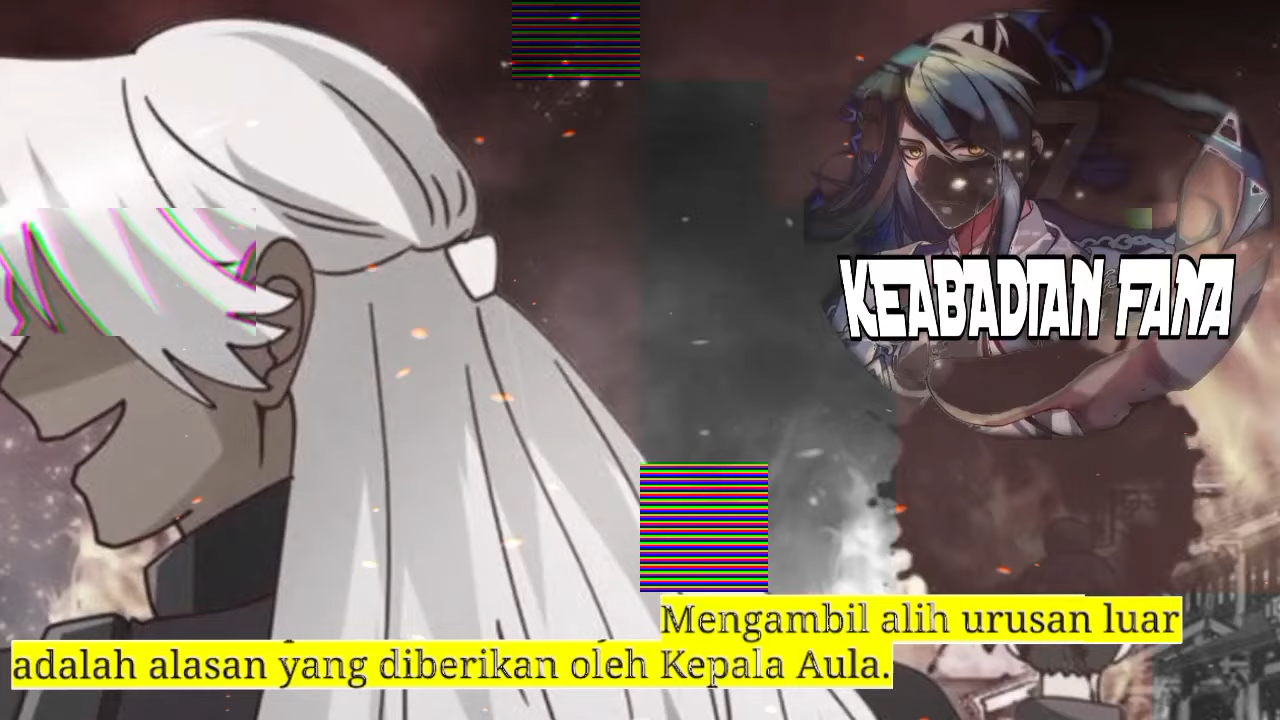 KEABADIAN FANA
Mengambil alih urusan luar
adalah alasan yang diberikan oleh Kepala Aula.